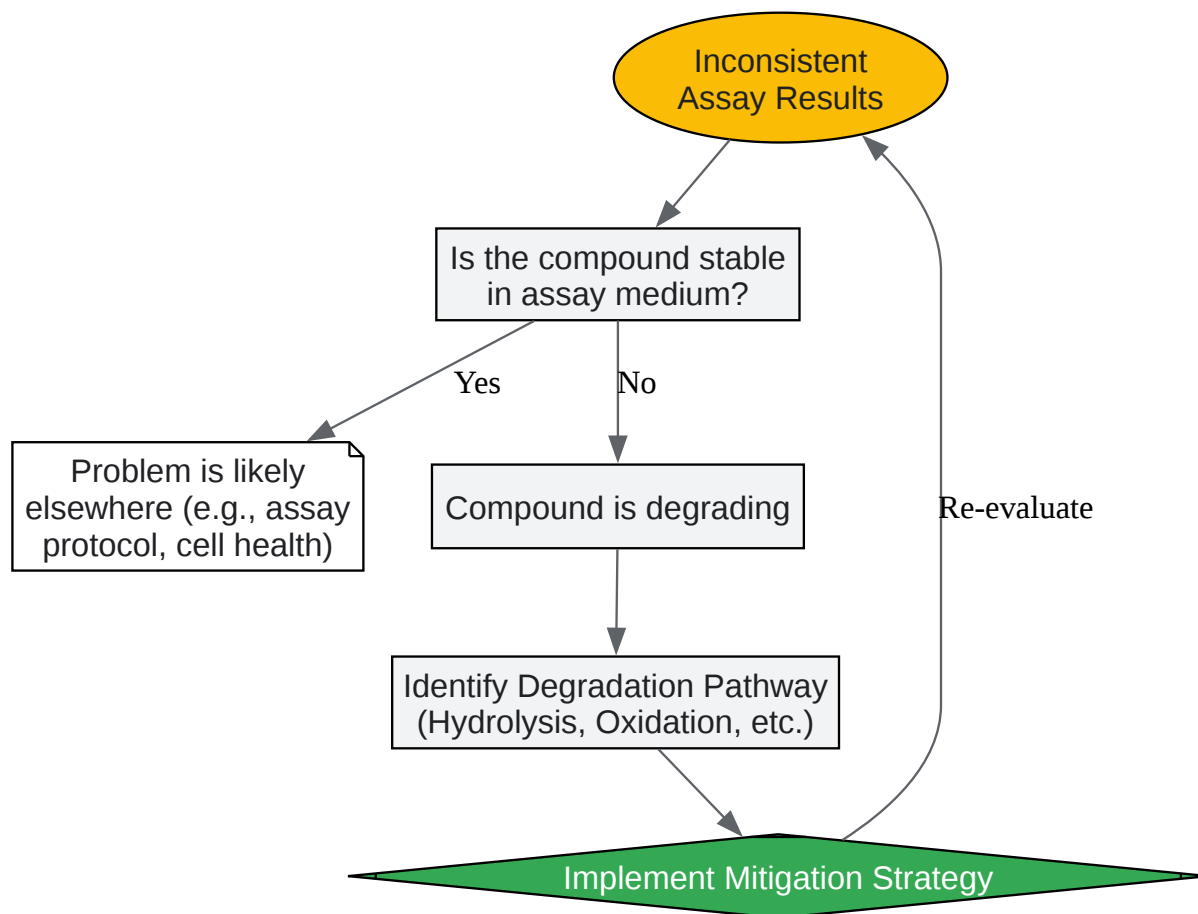 Inconsistent
Assay Results
Is the compound stable
in assay medium?
Yes
No
Problem is likely
elsewhere (e.g., assay
protocol, cell health)
Compound is degrading
Re-evaluate
Identify Degradation Pathway
(Hydrolysis, Oxidation, etc.)
Implement Mitigation Strategy